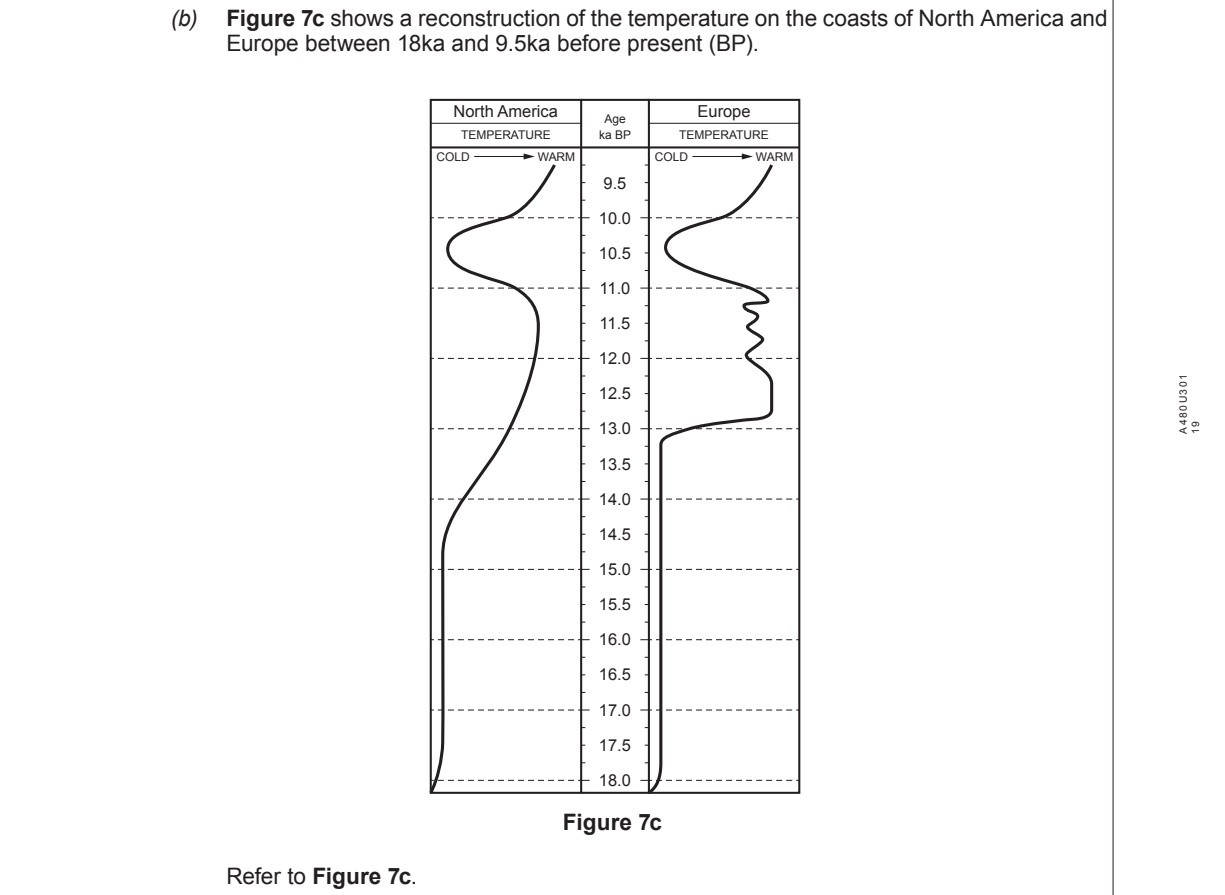 (b) Figure 7c shows a reconstruction of the temperature on the coasts of North America and
Europe between 18ka and 9.5ka before present (BP).
North America
TEMPERATURE
COLD WARM
Age
ka BP
Europe
TEMPERATURE
COLD WARM
9.5
10.0
10.5
11.0
11.5
12.0
12.5
13.0
13.5
14.0
14.5
15.0
15.5
16.0
16.5
17.0
17.5
18.0
Figure 7c
Refer to Figure 7c.
A480U301
19